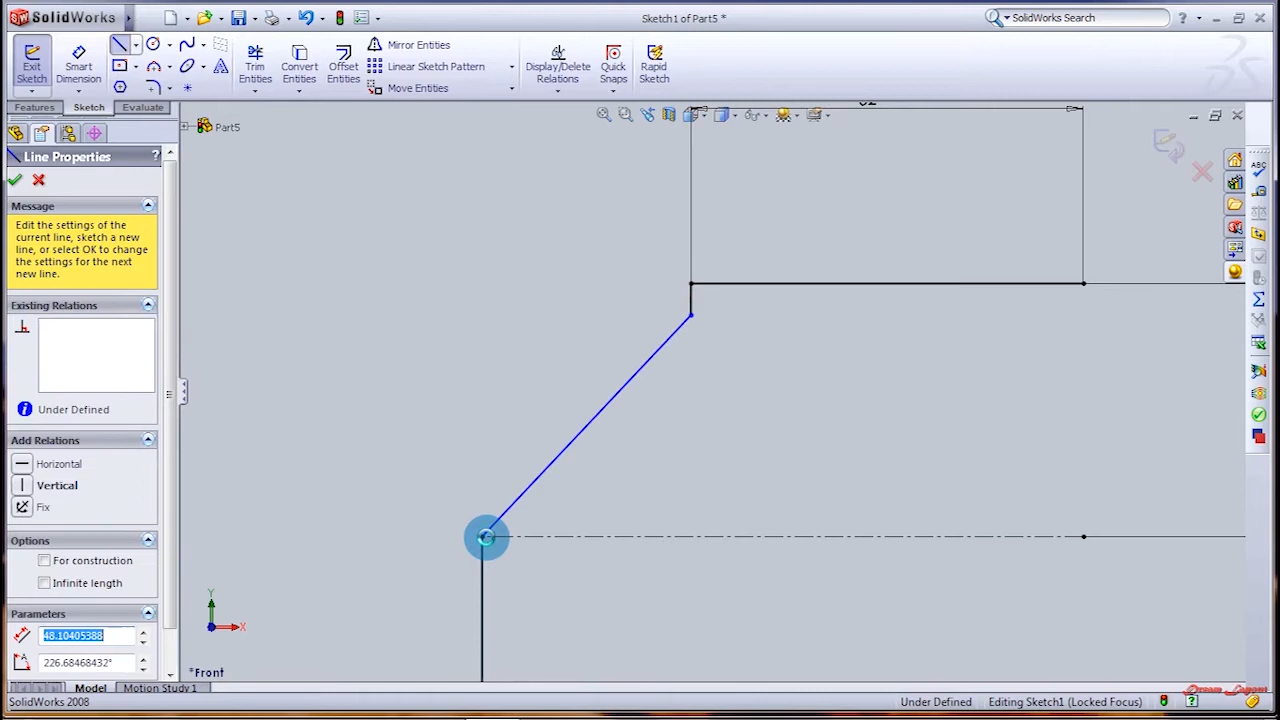 SolidWorks
Sketch1 of Part5 *
SolidWorks Search
?
Exit Sketch
Smart Dimension
Trim Entities
Convert Entities
Offset Entities
Mirror Entities
Linear Sketch Pattern
Move Entities
Display/Delete Relations
Quick Snaps
Rapid Sketch
Features
Sketch
Evaluate
Part5
Line Properties
?
Message
Edit the settings of the
current line, sketch a new
line, or select OK to change
the settings for the next
new line.
Existing Relations
Under Defined
Add Relations
Horizontal
Vertical
Fix
Options
For construction
Infinite length
Parameters
48.10405388
226.68468432°
Y
X
*Front
ABC
Model
Motion Study 1
SolidWorks 2008
Under Defined
Editing Sketch1 (Locked Focus)
?
Dream Layout